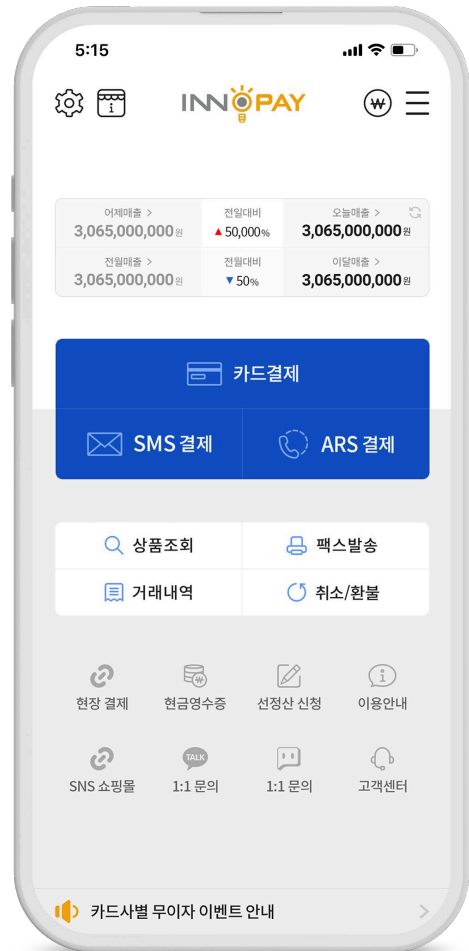 5:15
INNOPAY
어제매출 > 전일대비 오늘매출 >
3,065,000,000원 ▲50,000% 3,065,000,000원
전월매출 > 전월대비 이달매출 >
3,065,000,000원 ▼50% 3,065,000,000원
카드결제
SMS 결제 ARS 결제
상품조회 팩스발송
거래내역 취소/환불
현장 결제 현금영수증 선정산 신청 이용안내
TALK
SNS 쇼핑몰 1:1 문의 1:1 문의 고객센터
카드사별 무이자 이벤트 안내 >